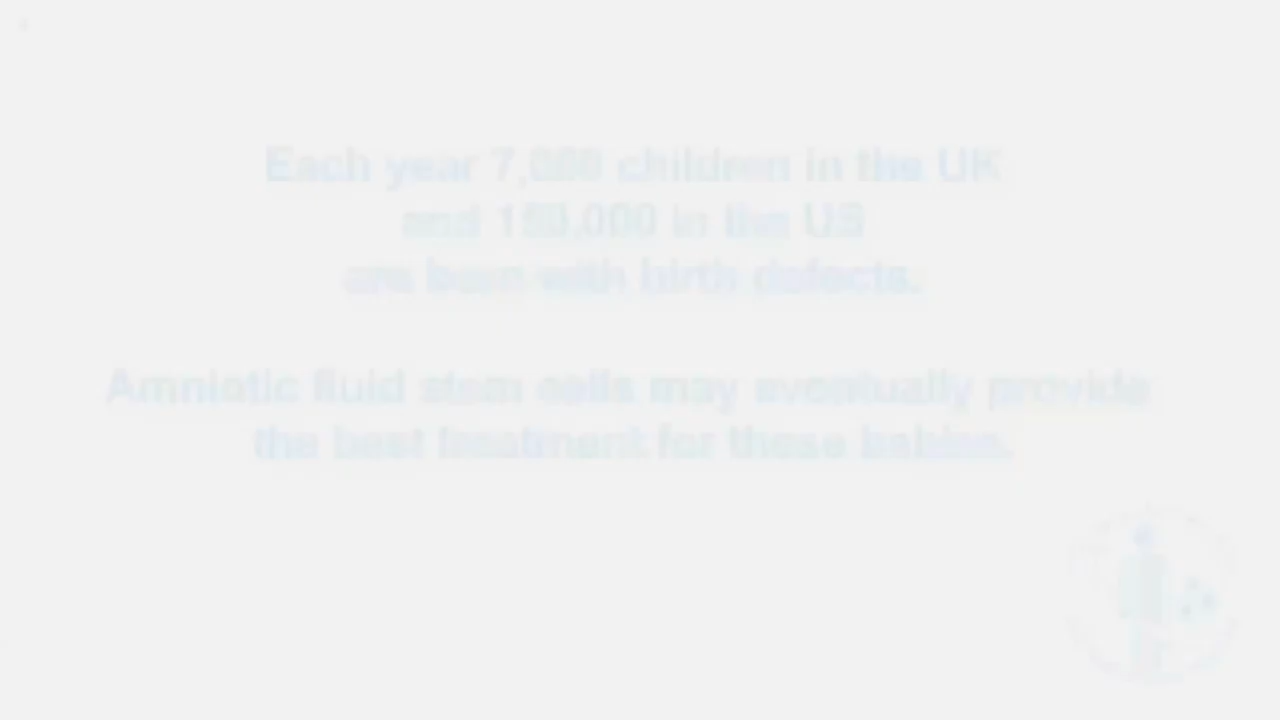 Each year 7,000 children in the UK
and 150,000 in the US
are born with birth defects.
Amniotic fluid stem cells may eventually provide
the best treatment for these babies.